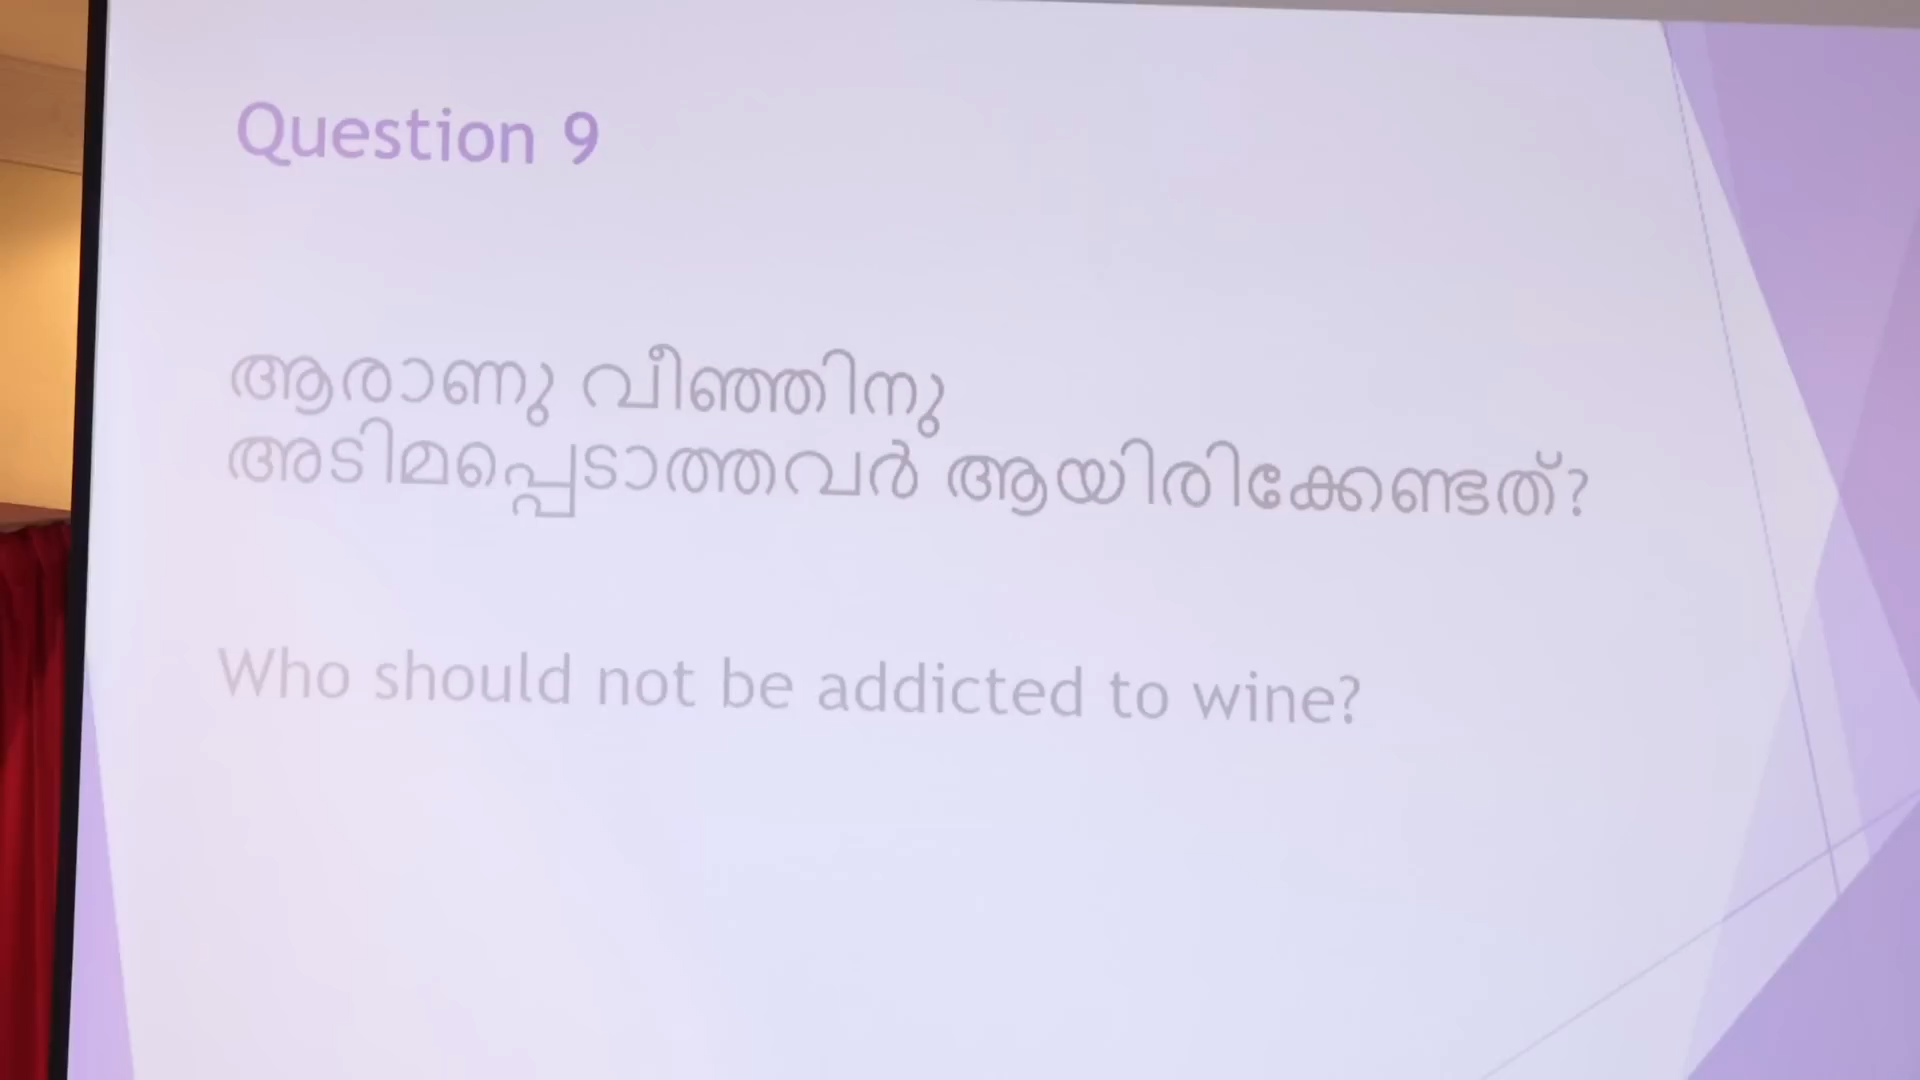 Question 9
ആരാണു വീഞ്ഞിനു
അടിമപ്പെടാത്തവർ ആയിരിക്കേണ്ടത്?
Who should not be addicted to wine?